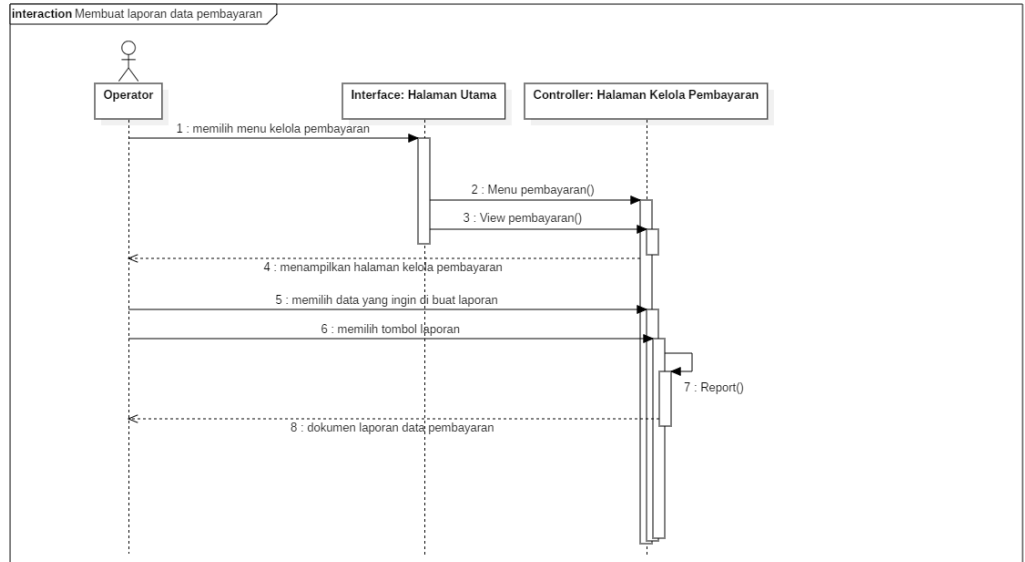 interaction Membuat laporan data pembayaran
Operator
Interface: Halaman Utama
Controller: Halaman Kelola Pembayaran
1 : memilih menu kelola pembayaran
2 : Menu pembayaran()
3 : View pembayaran()
4 : menampilkan halaman kelola pembayaran
5 : memilih data yang ingin di buat laporan
6 : memilih tombol laporan
7 : Report()
8 : dokumen laporan data pembayaran